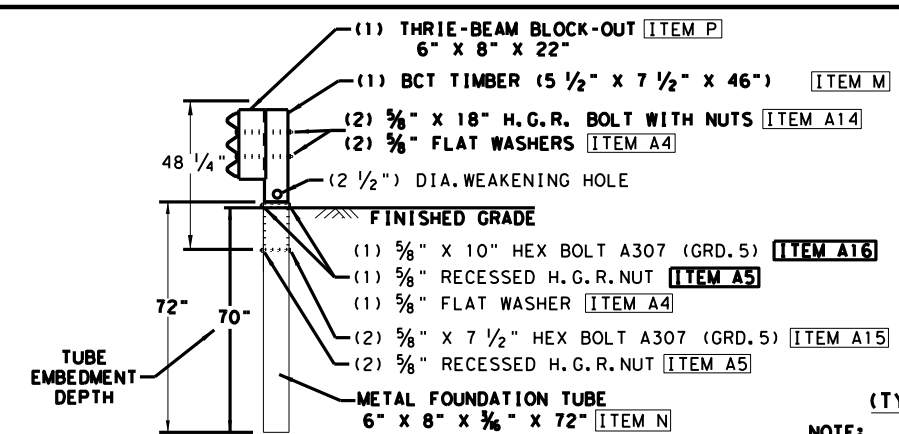 (1) THRIE-BEAM BLOCK-OUT ITEM P
6" X 8" X 22"
(1) BCT TIMBER (5 1/2" X 7 1/2" X 46") ITEM M
(2) 5/8" X 18" H.G.R. BOLT WITH NUTS ITEM A14
(2) 5/8" FLAT WASHERS ITEM A4
48 1/4"
(2 1/2") DIA.WEAKENING HOLE
FINISHED GRADE
(1) 5/8" X 10" HEX BOLT A307 (GRD.5) ITEM A16
(1) 5/8" RECESSED H.G.R.NUT ITEM A5
(1) 5/8" FLAT WASHER ITEM A4
72"
70"
(2) 5/8" X 7 1/2" HEX BOLT A307 (GRD.5) ITEM A15
(2) 5/8" RECESSED H.G.R.NUT ITEM A5
TUBE
EMBEDMENT
DEPTH
METAL FOUNDATION TUBE
6" X 8" X 3/16" X 72" ITEM N
(TY
NOTE: